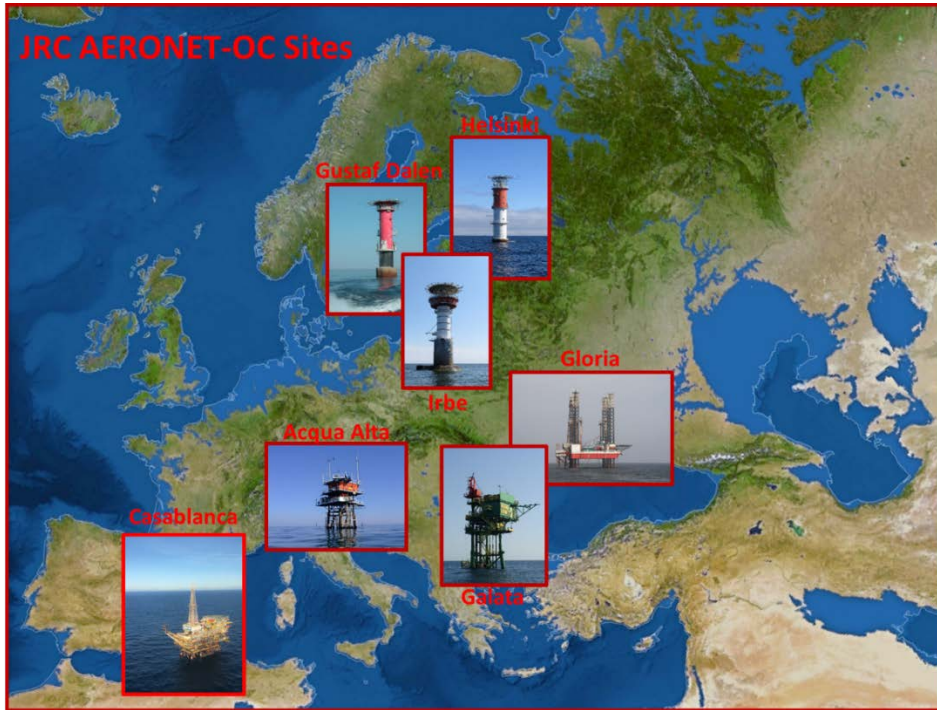 JRC AERONET-OC Sites
Helsinki
Gustaf Dalen
Gloria
Irbe
Acqua Alta
Casablanca
Galata